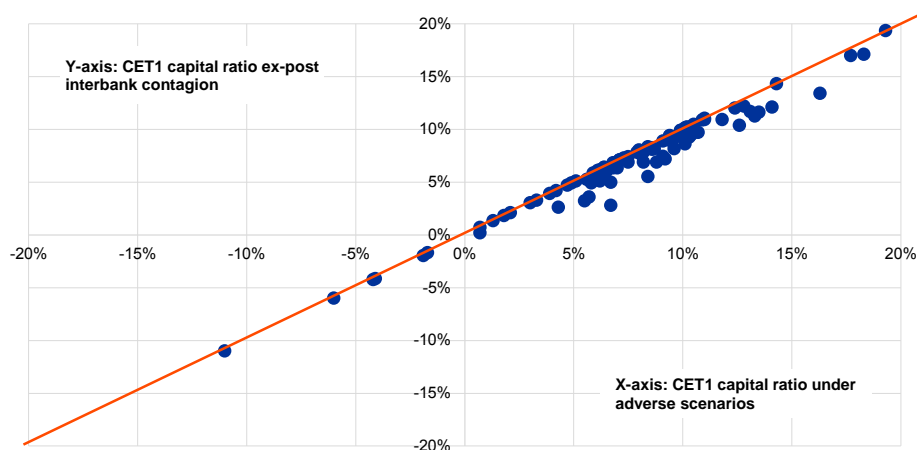 20%
Y-axis: CET1 capital ratio ex-post
interbank contagion
15%
10%
5%
0%
-20% -15% -10% -5% 0% 5% 10% 15% 20%
-5%
-10%
X-axis: CET1 capital ratio under
adverse scenarios
-15%
-20%